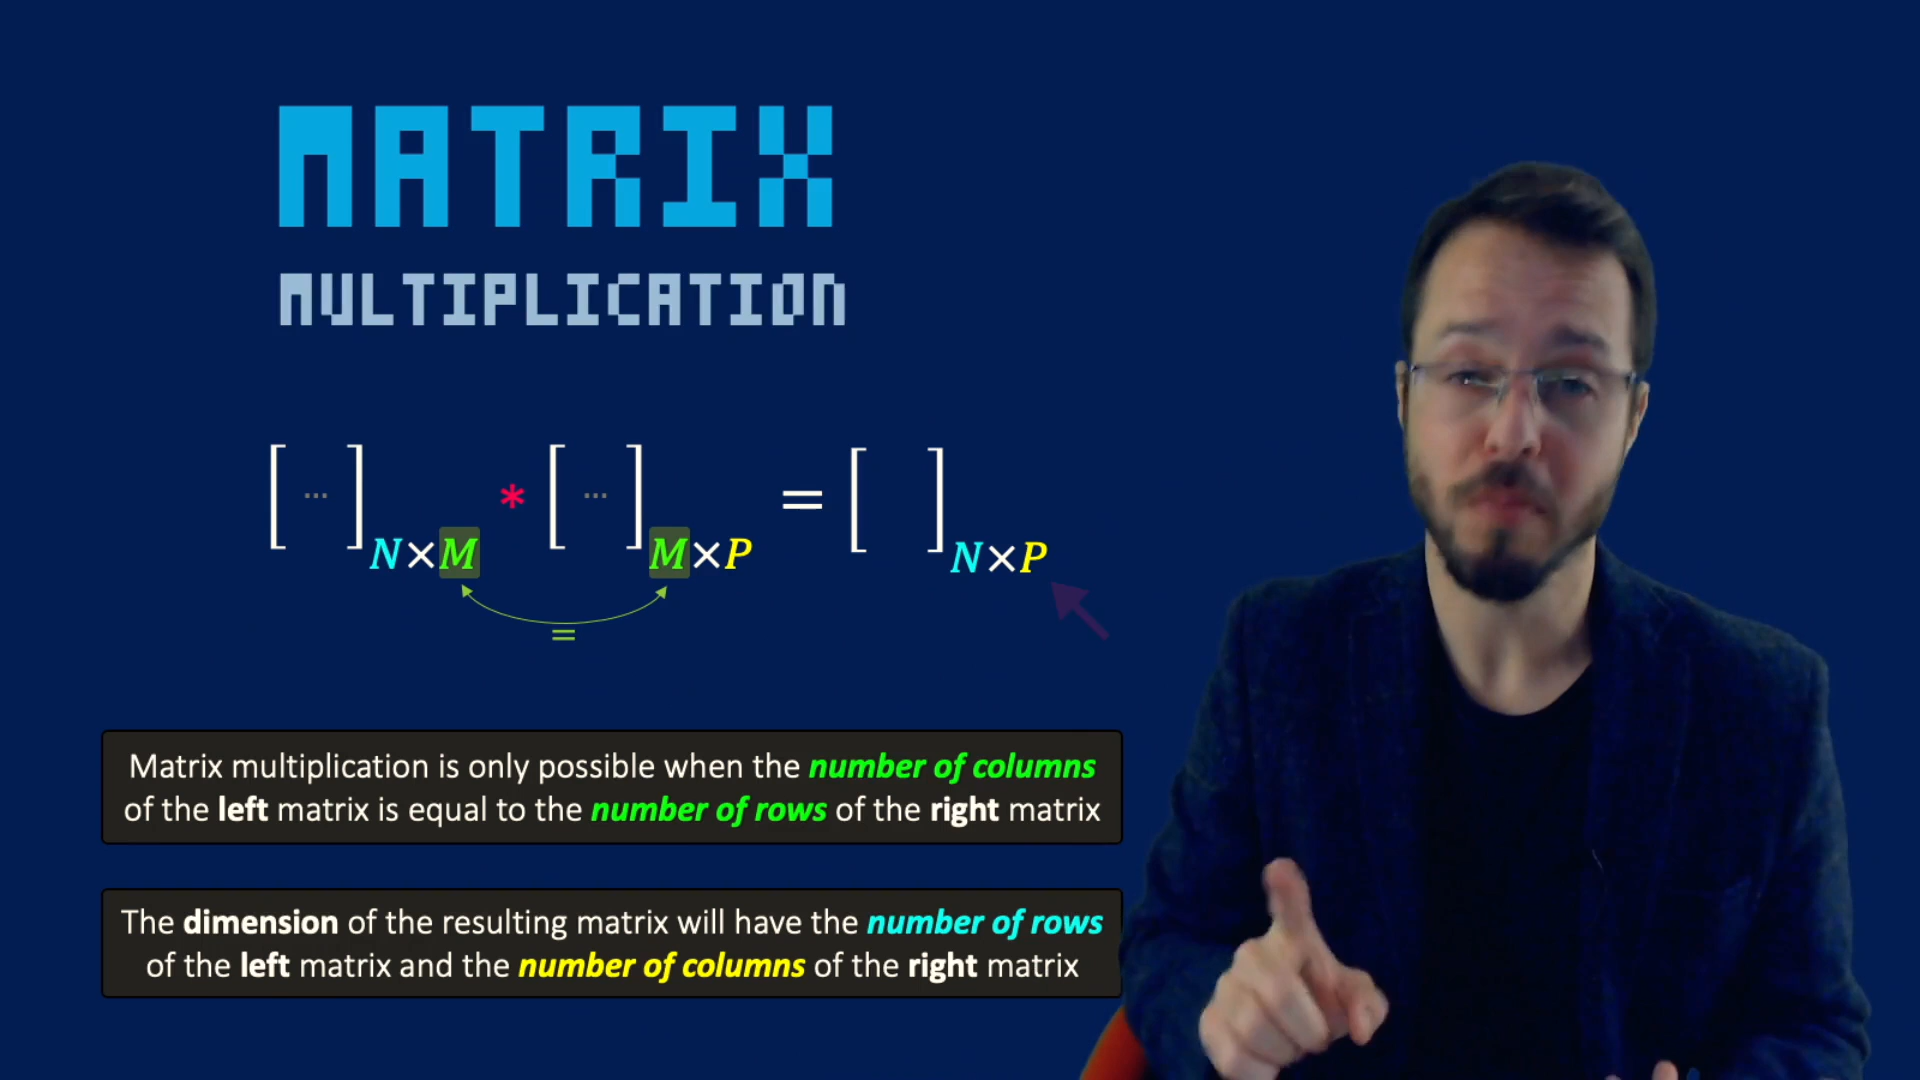 MATRIX
MULTIPLICATION
[ ... ] N×M * [ ... ] M×P = [ ] N×P
=
Matrix multiplication is only possible when the number of columns
of the left matrix is equal to the number of rows of the right matrix
The dimension of the resulting matrix will have the number of rows
of the left matrix and the number of columns of the right matrix